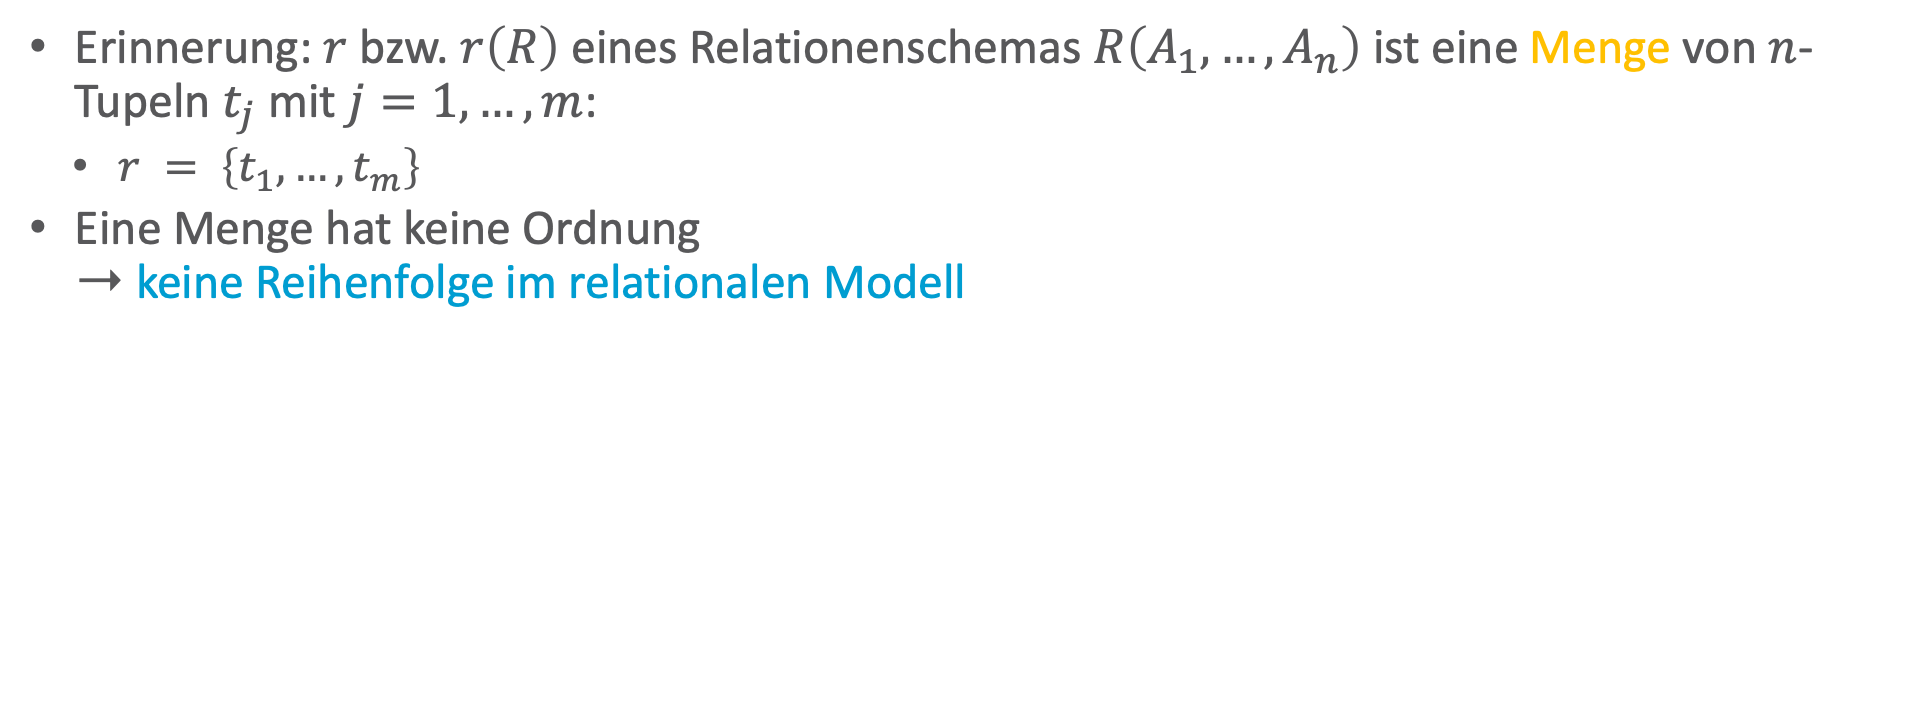 • Erinnerung: r bzw. r(R) eines Relationenschemas R(A₁, … , Aₙ) ist eine Menge von n-
Tupeln tⱼ mit j = 1, … , m:
• r = {t₁, … , tₘ}
• Eine Menge hat keine Ordnung
→ keine Reihenfolge im relationalen Modell